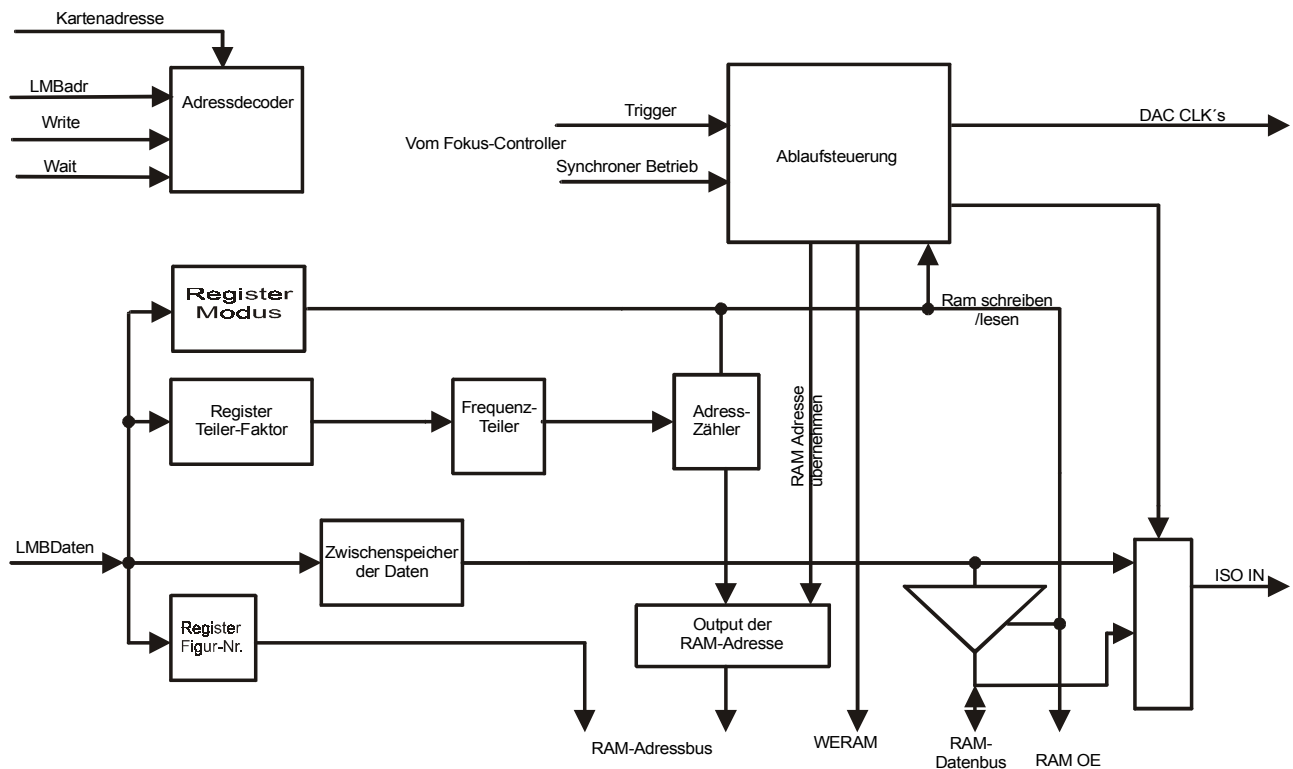 Kartenadresse
LMBadr
Adressdecoder
Write
Wait
Trigger
Vom Fokus-Controller
Synchroner Betrieb
Ablaufsteuerung
DAC CLK´s
Register
Modus
Ram schreiben
/lesen
Register
Teiler-Faktor
Frequenz-
Teiler
Adress-
Zähler
RAM Adresse
übernehmen
LMBDaten
Zwischenspeicher
der Daten
ISO IN
Register
Figur-Nr.
Output der
RAM-Adresse
RAM-Adressbus
WERAM
RAM-
Datenbus
RAM OE